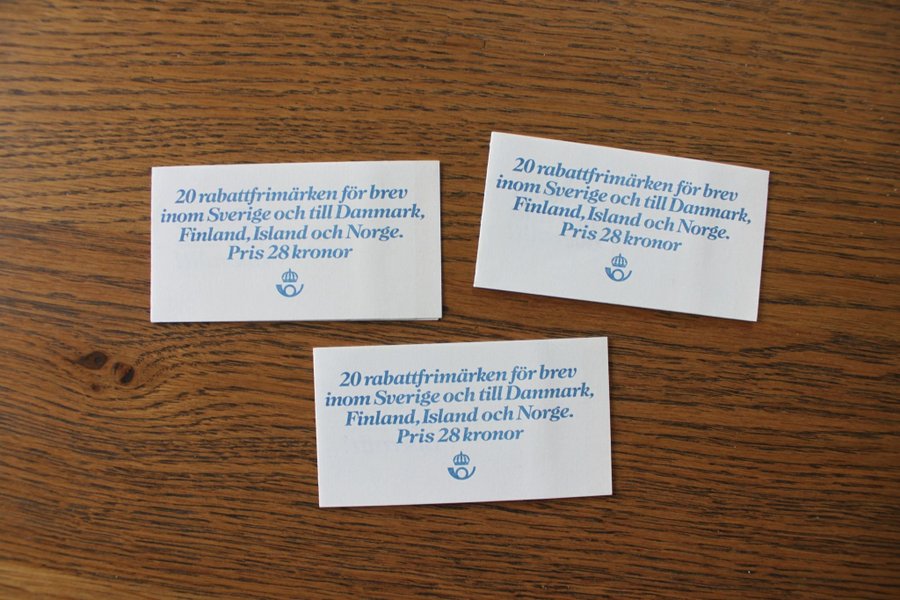 20 rabattfrimärken för brev
inom Sverige och till Danmark,
Finland, Island och Norge.
Pris 28 kronor
20 rabattfrimärken för brev
inom Sverige och till Danmark,
Finland, Island och Norge.
Pris 28 kronor
20 rabattfrimärken för brev
inom Sverige och till Danmark,
Finland, Island och Norge.
Pris 28 kronor